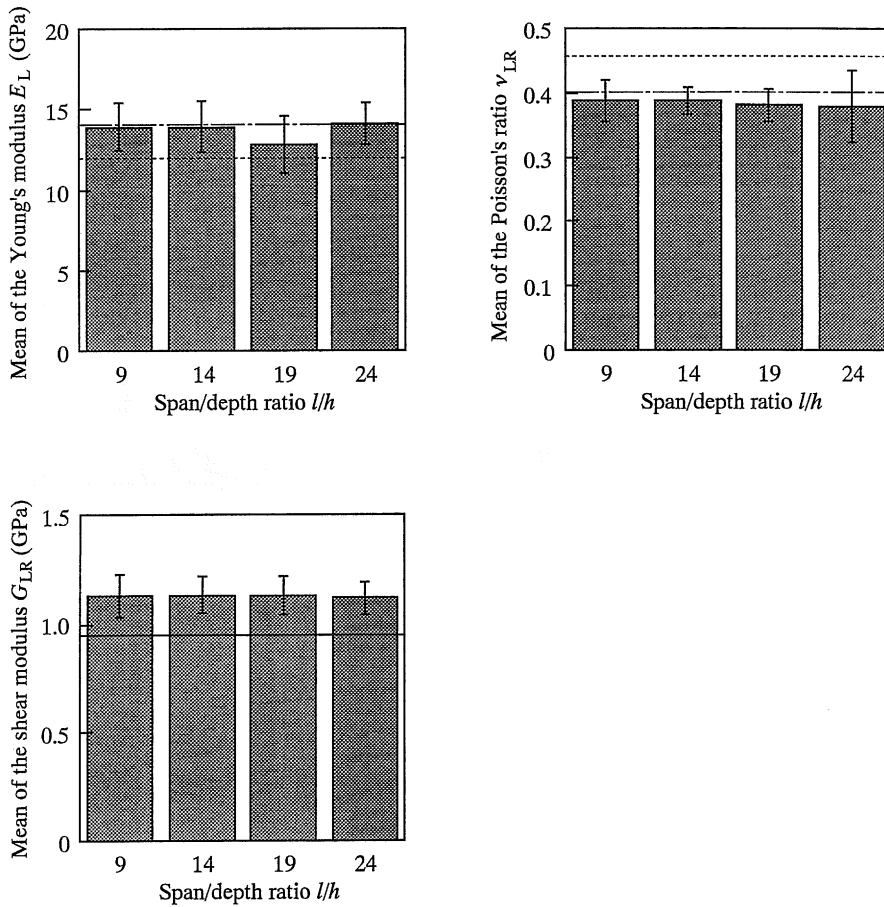 Mean of the Young's modulus E_L (GPa)
20
15
10
5
0
9 14 19 24
Span/depth ratio l/h
Mean of the Poisson's ratio ν_LR
0.5
0.4
0.3
0.2
0.1
0
9 14 19 24
Span/depth ratio l/h
Mean of the shear modulus G_LR (GPa)
1.5
1.0
0.5
0
9 14 19 24
Span/depth ratio l/h